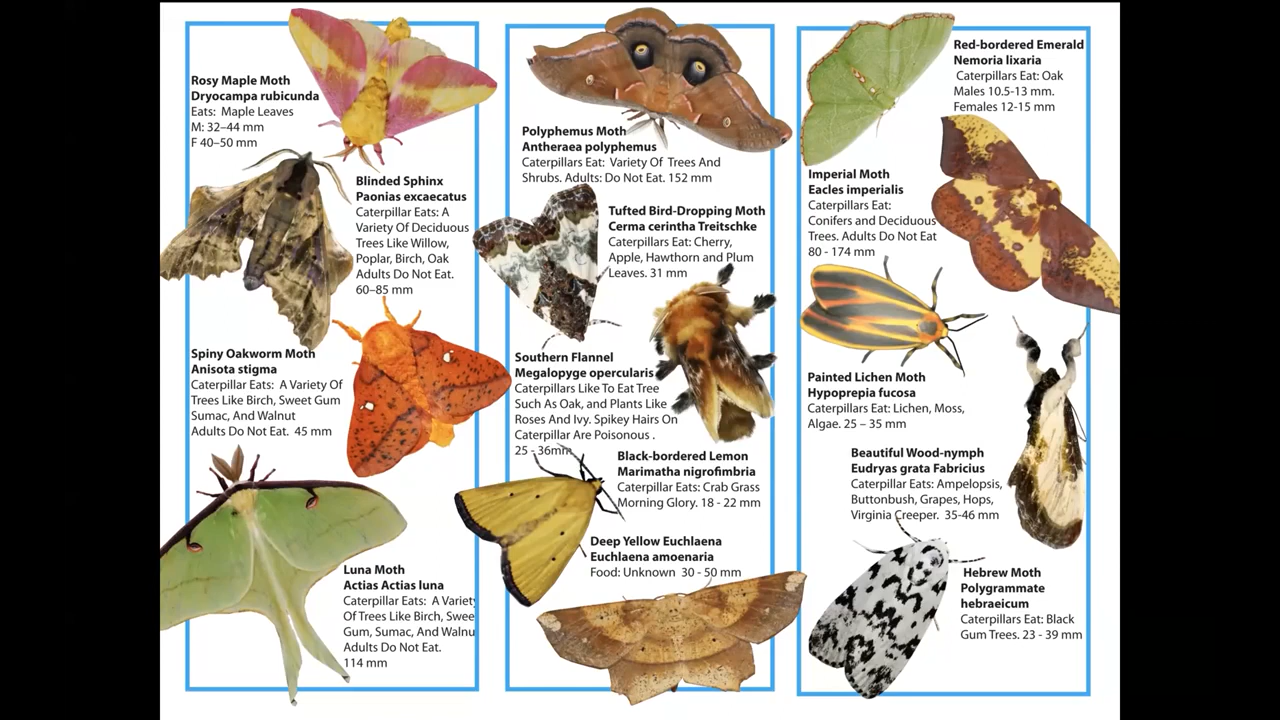 Rosy Maple Moth
Dryocampa rubicunda
Eats:  Maple Leaves
M: 32–44 mm
F 40–50 mm
Blinded Sphinx
Paonias excaecatus
Caterpillar Eats: A
Variety Of Deciduous
Trees Like Willow,
Poplar, Birch, Oak
Adults Do Not Eat.
60–85 mm
Spiny Oakworm Moth
Anisota stigma
Caterpillar Eats:  A Variety Of
Trees Like Birch, Sweet Gum
Sumac, And Walnut
Adults Do Not Eat.  45 mm
Luna Moth
Actias Actias luna
Caterpillar Eats:  A Variety
Of Trees Like Birch, Swee
Gum, Sumac, And Walnu
Adults Do Not Eat.
114 mm
Polyphemus Moth
Antheraea polyphemus
Caterpillars Eat:  Variety Of  Trees And
Shrubs. Adults: Do Not Eat. 152 mm
Tufted Bird-Dropping Moth
Cerma cerintha Treitschke
Caterpillars Eat: Cherry,
Apple, Hawthorn and Plum
Leaves. 31 mm
Southern Flannel
Megalopyge opercularis
Caterpillars Like To Eat Tree
Such As Oak, and Plants Like
Roses And Ivy. Spikey Hairs On
Caterpillar Are Poisonous .
25 - 36mm
Black-bordered Lemon
Marimatha nigrofimbria
Caterpillar Eats: Crab Grass
Morning Glory. 18 - 22 mm
Deep Yellow Euchlaena
Euchlaena amoenaria
Food: Unknown  30 - 50 mm
Red-bordered Emerald
Nemoria lixaria
Caterpillars Eat: Oak
Males 10.5-13 mm.
Females 12-15 mm
Imperial Moth
Eacles imperialis
Caterpillars Eat:
Conifers and Deciduous
Trees. Adults Do Not Eat
80 - 174 mm
Painted Lichen Moth
Hypoprepia fucosa
Caterpillars Eat: Lichen, Moss,
Algae. 25 – 35 mm
Beautiful Wood-nymph
Eudryas grata Fabricius
Caterpillar Eats: Ampelopsis,
Buttonbush, Grapes, Hops,
Virginia Creeper.  35-46 mm
Hebrew Moth
Polygrammate
hebraeicum
Caterpillars Eat: Black
Gum Trees. 23 - 39 mm